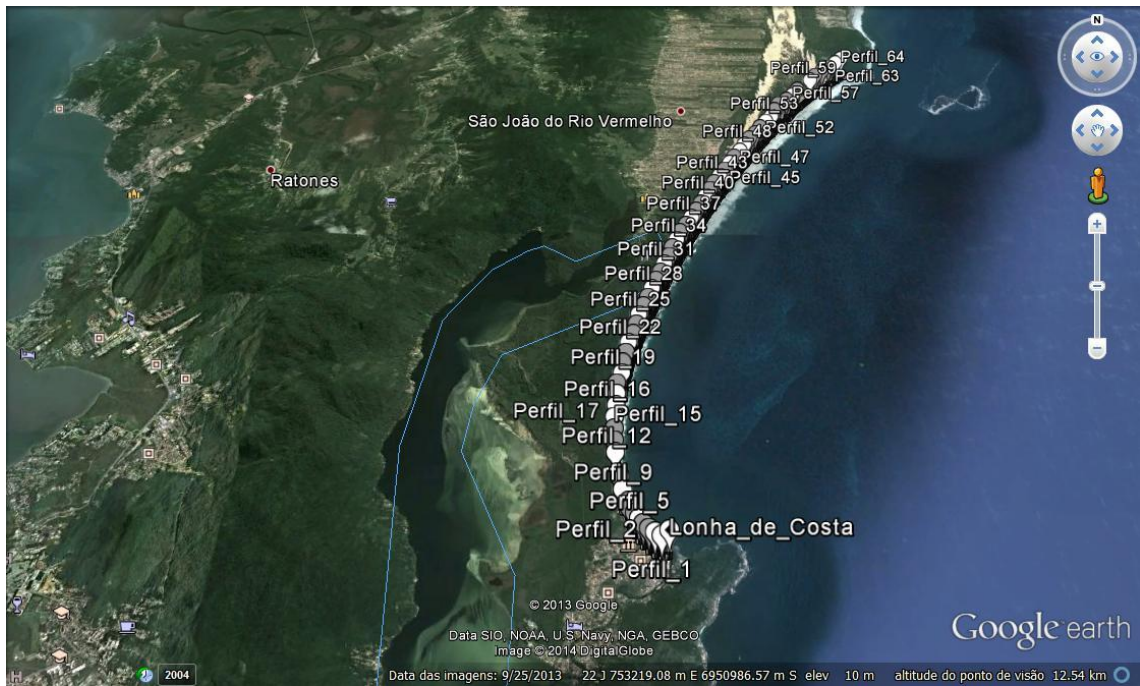 N
Perfil_64
Perfil_59
Perfil_63
Perfil_57
Perfil_53
São João do Rio Vermelho
Perfil_52
Perfil_48
Perfil_47
Perfil_43
Perfil_45
Ratones
Perfil_40
Perfil_37
Perfil_34
Perfil_31
Perfil_28
Perfil_25
Perfil_22
Perfil_19
Perfil_16
Perfil_17
Perfil_15
Perfil_12
Perfil_9
Perfil_5
Perfil_2
Lonha_de_Costa
Perfil_1
© 2013 Google
Data SIO, NOAA, U.S. Navy, NGA, GEBCO
Image © 2014 DigitalGlobe
Google earth
2004
Data das imagens: 9/25/2013 22 J 753219.08 m E 6950986.57 m S elev 10 m altitude do ponto de visão 12.54 km